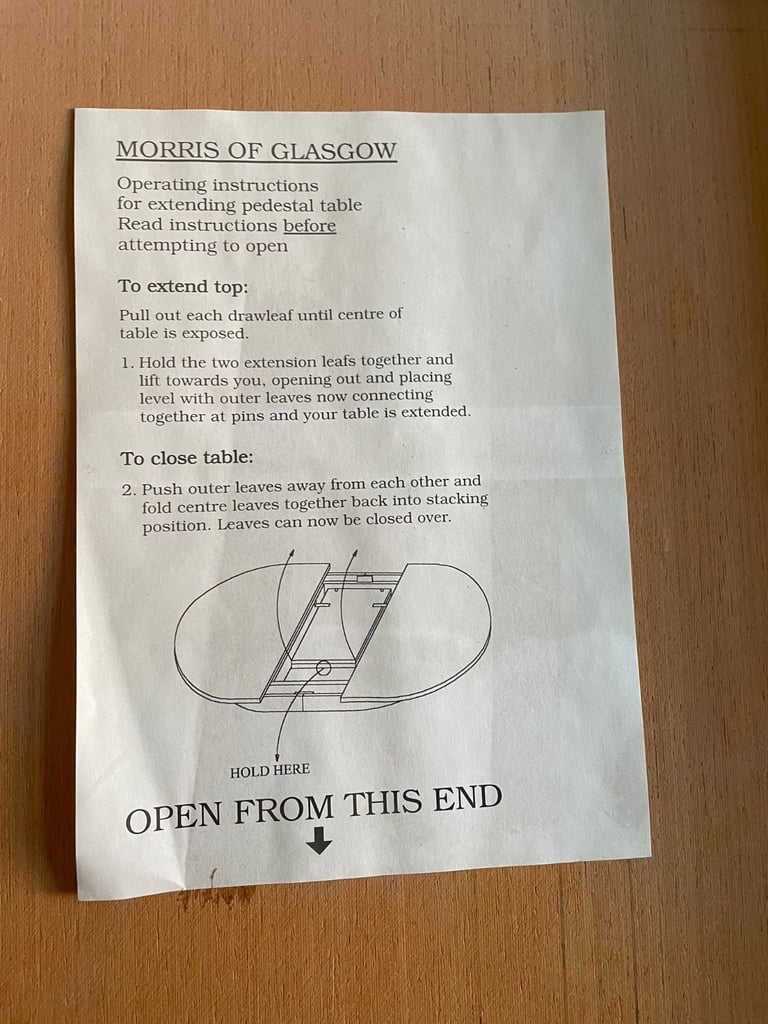 MORRIS OF GLASGOW
Operating instructions
for extending pedestal table
Read instructions before
attempting to open
To extend top:
Pull out each drawleaf until centre of
table is exposed.
1. Hold the two extension leafs together and
lift towards you, opening out and placing
level with outer leaves now connecting
together at pins and your table is extended.
To close table:
2. Push outer leaves away from each other and
fold centre leaves together back into stacking
position. Leaves can now be closed over.
HOLD HERE
OPEN FROM THIS END